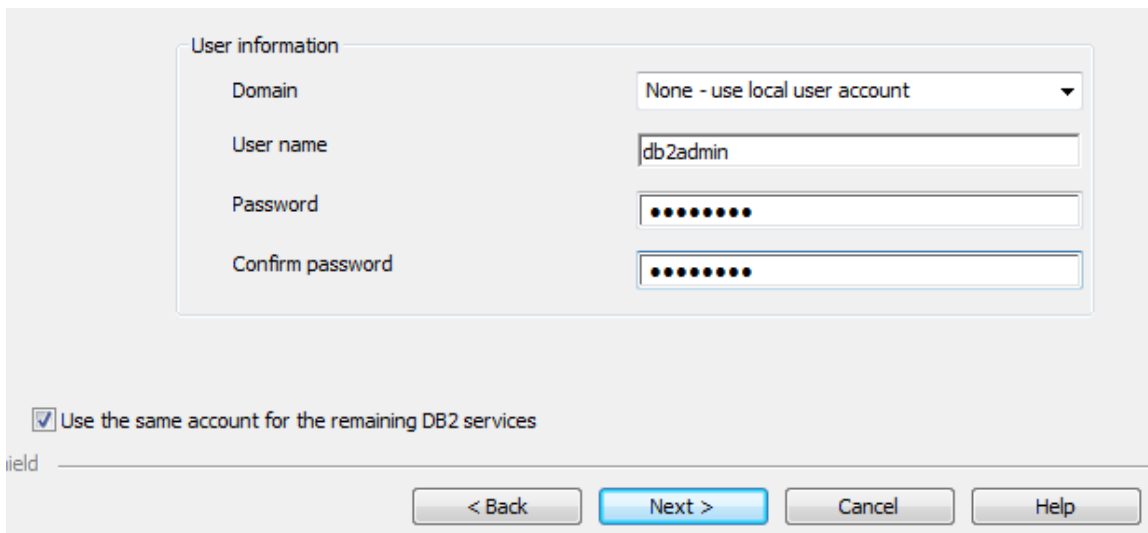 User information
Domain None - use local user account
User name db2admin
Password ●●●●●●●●
Confirm password ●●●●●●●●
Use the same account for the remaining DB2 services
ield
< Back Next > Cancel Help